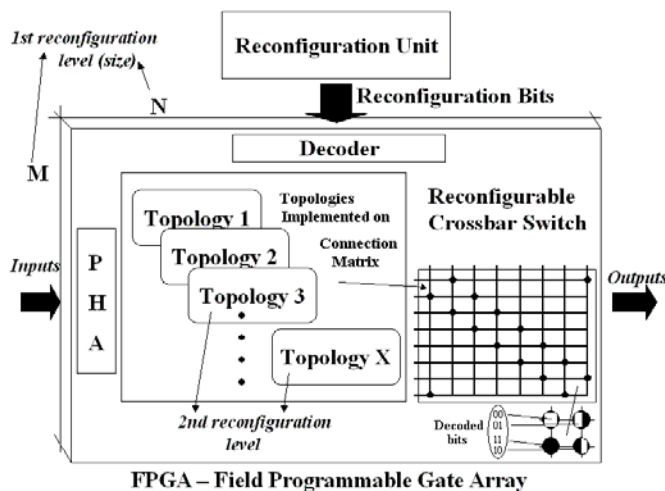 1st reconfiguration
level (size)
Reconfiguration Unit
Reconfiguration Bits
N
M
Decoder
Topology 1
Topology 2
Topology 3
Topology X
Topologies
Implemented on
Connection
Matrix
Reconfigurable
Crossbar Switch
Inputs
P
H
A
Outputs
2nd reconfiguration
level
Decoded
bits
00
01
11
10
FPGA – Field Programmable Gate Array